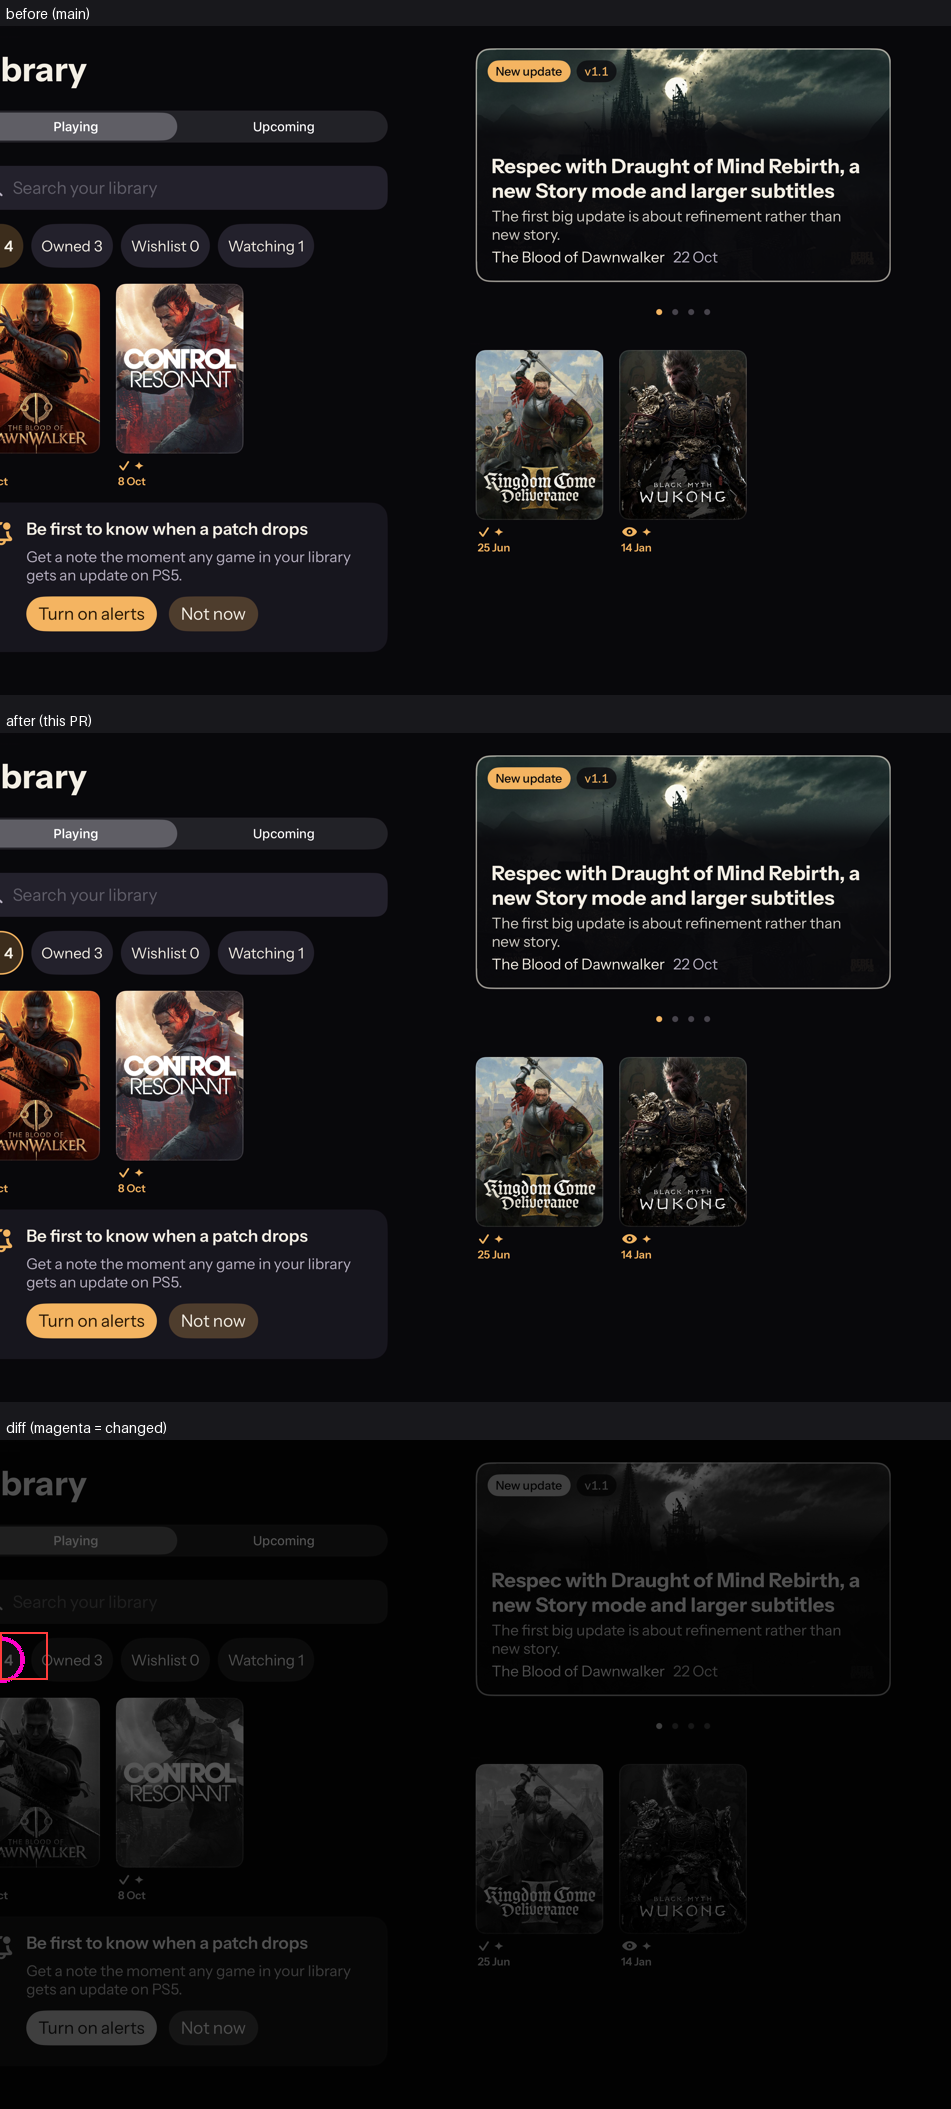 before (main)
brary
Playing
Upcoming
Search your library
4
Owned 3
Wishlist 0
Watching 1
THE BLOOD OF
AWNWALKER
ct
CONTROL
RESONANT
8 Oct
Be first to know when a patch drops
Get a note the moment any game in your library
gets an update on PS5.
Turn on alerts
Not now
New update
v1.1
Respec with Draught of Mind Rebirth, a
new Story mode and larger subtitles
The first big update is about refinement rather than
new story.
The Blood of Dawnwalker 22 Oct
Kingdom Come
II
Deliverance
25 Jun
BLACK MYTH
WUKONG
14 Jan
after (this PR)
brary
Playing
Upcoming
Search your library
4
Owned 3
Wishlist 0
Watching 1
THE BLOOD OF
AWNWALKER
ct
CONTROL
RESONANT
8 Oct
Be first to know when a patch drops
Get a note the moment any game in your library
gets an update on PS5.
Turn on alerts
Not now
New update
v1.1
Respec with Draught of Mind Rebirth, a
new Story mode and larger subtitles
The first big update is about refinement rather than
new story.
The Blood of Dawnwalker 22 Oct
Kingdom Come
II
Deliverance
25 Jun
BLACK MYTH
WUKONG
14 Jan
diff (magenta = changed)
brary
Playing
Upcoming
Search your library
4
Owned 3
Wishlist 0
Watching 1
THE BLOOD OF
AWNWALKER
ct
CONTROL
RESONANT
8 Oct
Be first to know when a patch drops
Get a note the moment any game in your library
gets an update on PS5.
Turn on alerts
Not now
New update
v1.1
Respec with Draught of Mind Rebirth, a
new Story mode and larger subtitles
The first big update is about refinement rather than
new story.
The Blood of Dawnwalker 22 Oct
Kingdom Come
II
Deliverance
25 Jun
BLACK MYTH
WUKONG
14 Jan